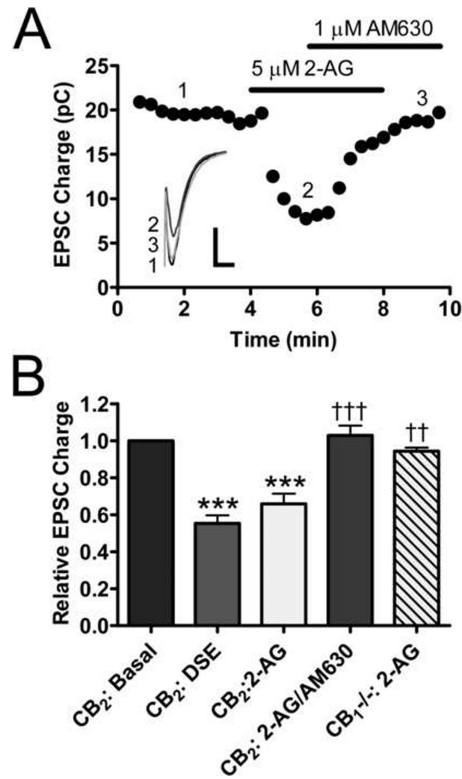 A
1 μM AM630
5 μM 2-AG
EPSC Charge (pC)
25
20
15
10
5
0
1
2
3
2
3
1
0 2 4 6 8 10
Time (min)
B
Relative EPSC Charge
1.2
1.0
0.8
0.6
0.4
0.2
0.0
***
***
†††
††
CB₂: Basal
CB₂: DSE
CB₂:2-AG
CB₂: 2-AG/AM630
CB₁-/-: 2-AG